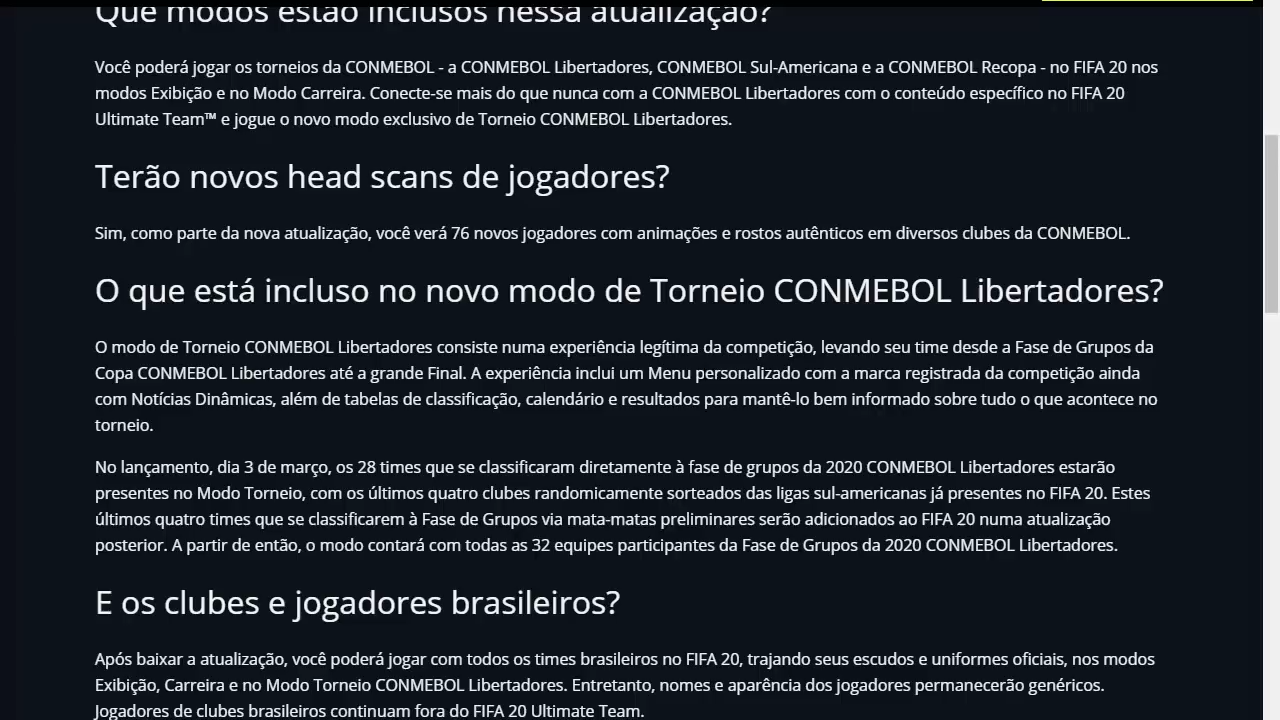 Que modos estão inclusos nessa atualização?
Você poderá jogar os torneios da CONMEBOL - a CONMEBOL Libertadores, CONMEBOL Sul-Americana e a CONMEBOL Recopa - no FIFA 20 nos
modos Exibição e no Modo Carreira. Conecte-se mais do que nunca com a CONMEBOL Libertadores com o conteúdo específico no FIFA 20
Ultimate Team™ e jogue o novo modo exclusivo de Torneio CONMEBOL Libertadores.
Terão novos head scans de jogadores?
Sim, como parte da nova atualização, você verá 76 novos jogadores com animações e rostos autênticos em diversos clubes da CONMEBOL.
O que está incluso no novo modo de Torneio CONMEBOL Libertadores?
O modo de Torneio CONMEBOL Libertadores consiste numa experiência legítima da competição, levando seu time desde a Fase de Grupos da
Copa CONMEBOL Libertadores até a grande Final. A experiência inclui um Menu personalizado com a marca registrada da competição ainda
com Notícias Dinâmicas, além de tabelas de classificação, calendário e resultados para mantê-lo bem informado sobre tudo o que acontece no
torneio.
No lançamento, dia 3 de março, os 28 times que se classificaram diretamente à fase de grupos da 2020 CONMEBOL Libertadores estarão
presentes no Modo Torneio, com os últimos quatro clubes randomicamente sorteados das ligas sul-americanas já presentes no FIFA 20. Estes
últimos quatro times que se classificarem à Fase de Grupos via mata-matas preliminares serão adicionados ao FIFA 20 numa atualização
posterior. A partir de então, o modo contará com todas as 32 equipes participantes da Fase de Grupos da 2020 CONMEBOL Libertadores.
E os clubes e jogadores brasileiros?
Após baixar a atualização, você poderá jogar com todos os times brasileiros no FIFA 20, trajando seus escudos e uniformes oficiais, nos modos
Exibição, Carreira e no Modo Torneio CONMEBOL Libertadores. Entretanto, nomes e aparência dos jogadores permanecerão genéricos.
Jogadores de clubes brasileiros continuam fora do FIFA 20 Ultimate Team.